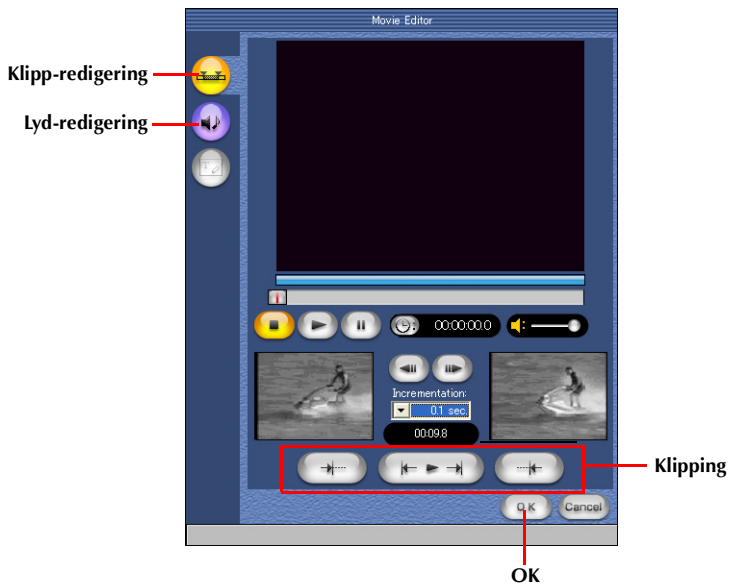 Movie Editor
Klipp-redigering
Lyd-redigering
00:00:00.0
Incrementation:
0.1 sec.
00:09.8
Klipping
OK
Cancel
OK